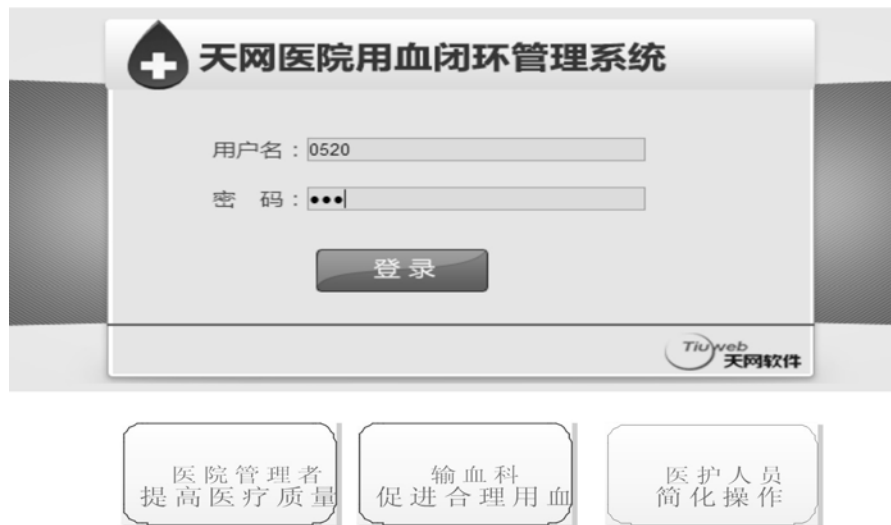 天网医院用血闭环管理系统
用户名：0520
密 码：•••
登录
Tiuweb
天网软件
医院管理者
提高医疗质量
输血科
促进合理用血
医护人员
简化操作